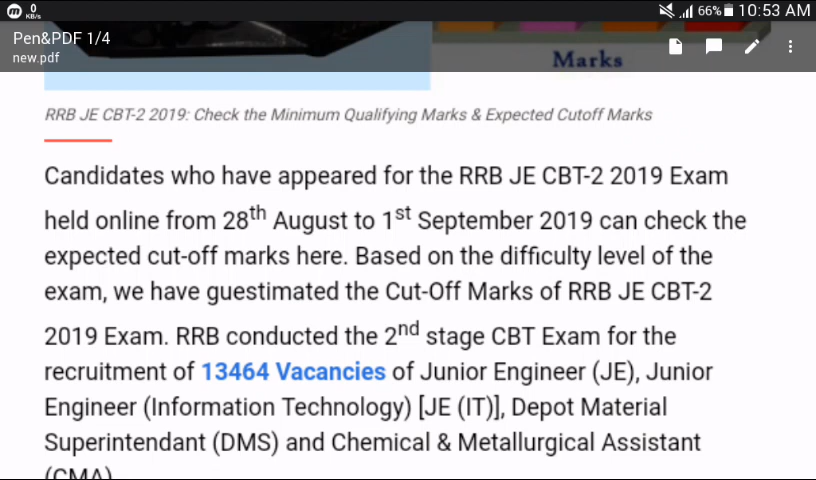 0
KB/s
66%
10:53 AM
Pen&PDF 1/4
new.pdf
Marks
RRB JE CBT-2 2019: Check the Minimum Qualifying Marks & Expected Cutoff Marks
Candidates who have appeared for the RRB JE CBT-2 2019 Exam
held online from 28th August to 1st September 2019 can check the
expected cut-off marks here. Based on the difficulty level of the
exam, we have guestimated the Cut-Off Marks of RRB JE CBT-2
2019 Exam. RRB conducted the 2nd stage CBT Exam for the
recruitment of 13464 Vacancies of Junior Engineer (JE), Junior
Engineer (Information Technology) [JE (IT)], Depot Material
Superintendant (DMS) and Chemical & Metallurgical Assistant
(CMA)